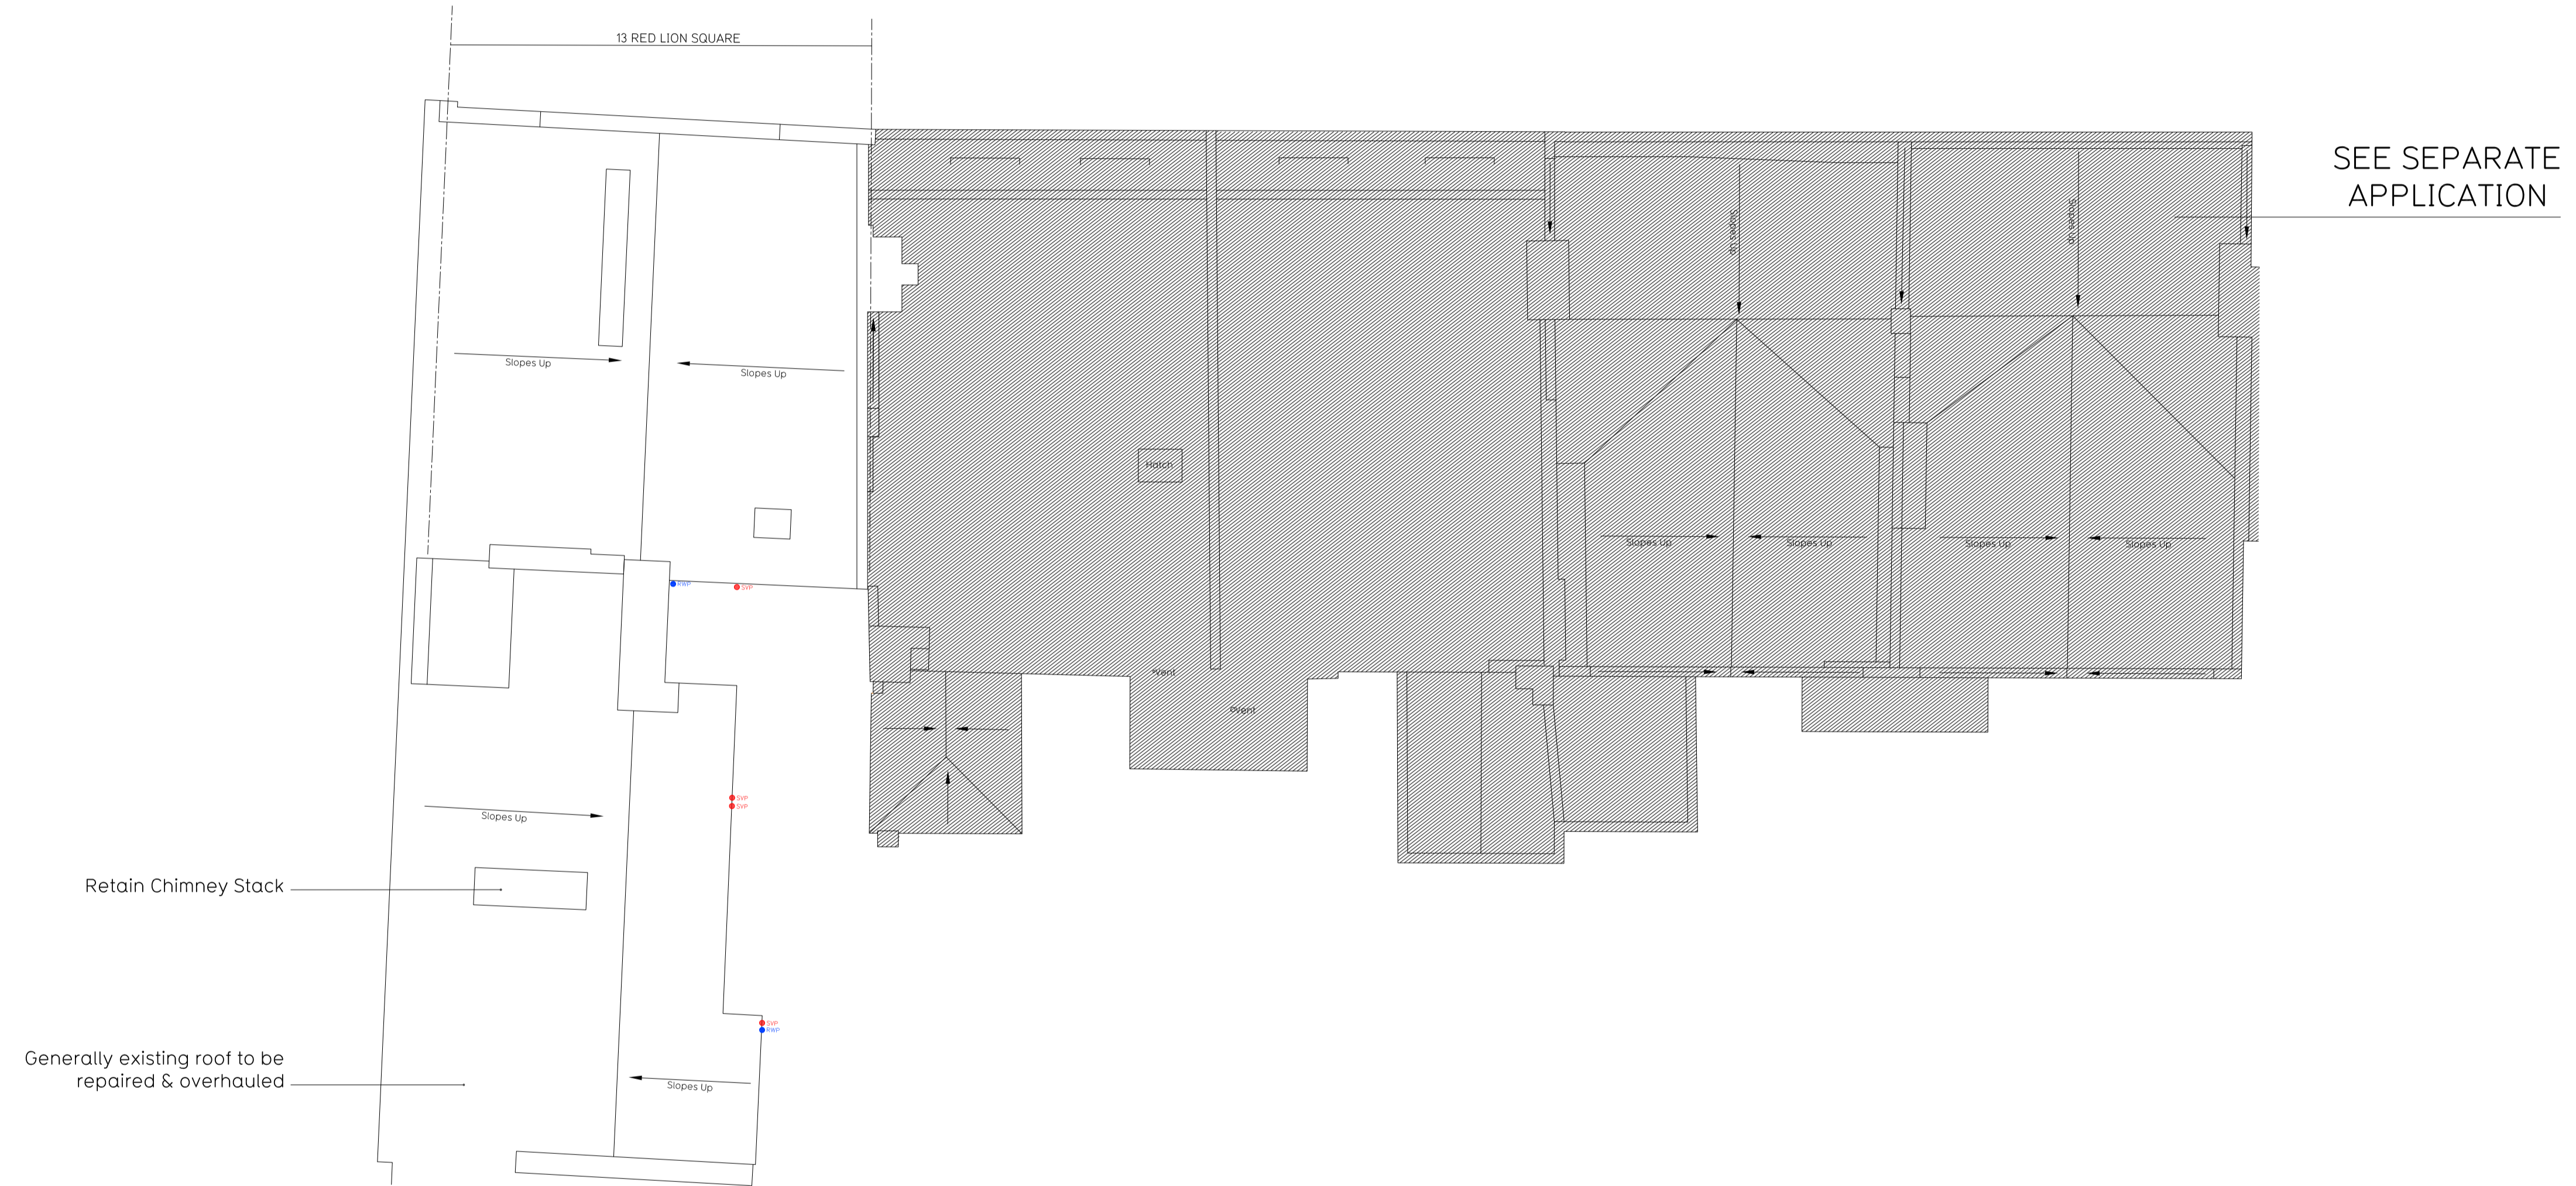 13 RED LION SQUARE
SEE SEPARATE
APPLICATION
Slopes Up
Slopes Up
Slopes Up
Slopes Up
Hatch
Slopes Up
Slopes Up
Slopes Up
Slopes Up
RWP
SVP
Vent
Vent
SVP
SVP
Slopes Up
Retain Chimney Stack
SVP
RWP
Generally existing roof to be
repaired & overhauled
Slopes Up